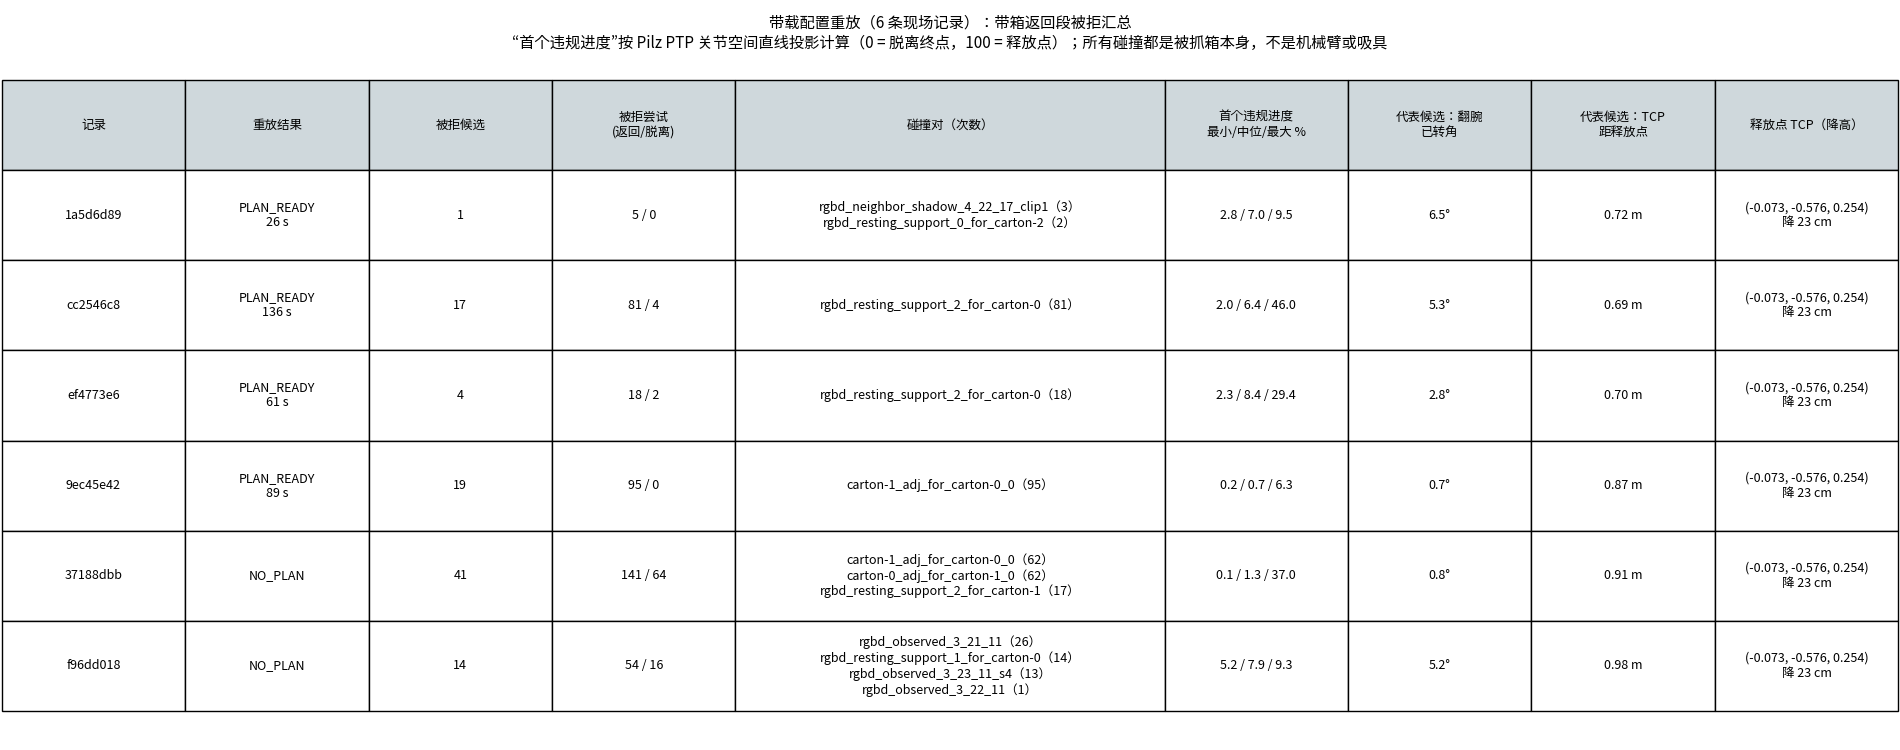 带载配置重放（6 条现场记录）：带箱返回段被拒汇总
“首个违规进度”按 Pilz PTP 关节空间直线投影计算（0 = 脱离终点，100 = 释放点）；所有碰撞都是被抓箱本身，不是机械臂或吸具
记录
重放结果
被拒候选
被拒尝试
(返回/脱离)
碰撞对（次数）
首个违规进度
最小/中位/最大 %
代表候选：翻腕
已转角
代表候选：TCP
距释放点
释放点 TCP（降高）
1a5d6d89
PLAN_READY
26 s
1
5 / 0
rgbd_neighbor_shadow_4_22_17_clip1（3）
rgbd_resting_support_0_for_carton-2（2）
2.8 / 7.0 / 9.5
6.5°
0.72 m
(-0.073, -0.576, 0.254)
降 23 cm
cc2546c8
PLAN_READY
136 s
17
81 / 4
rgbd_resting_support_2_for_carton-0（81）
2.0 / 6.4 / 46.0
5.3°
0.69 m
(-0.073, -0.576, 0.254)
降 23 cm
ef4773e6
PLAN_READY
61 s
4
18 / 2
rgbd_resting_support_2_for_carton-0（18）
2.3 / 8.4 / 29.4
2.8°
0.70 m
(-0.073, -0.576, 0.254)
降 23 cm
9ec45e42
PLAN_READY
89 s
19
95 / 0
carton-1_adj_for_carton-0_0（95）
0.2 / 0.7 / 6.3
0.7°
0.87 m
(-0.073, -0.576, 0.254)
降 23 cm
37188dbb
NO_PLAN
41
141 / 64
carton-1_adj_for_carton-0_0（62）
carton-0_adj_for_carton-1_0（62）
rgbd_resting_support_2_for_carton-1（17）
0.1 / 1.3 / 37.0
0.8°
0.91 m
(-0.073, -0.576, 0.254)
降 23 cm
f96dd018
NO_PLAN
14
54 / 16
rgbd_observed_3_21_11（26）
rgbd_resting_support_1_for_carton-0（14）
rgbd_observed_3_23_11_s4（13）
rgbd_observed_3_22_11（1）
5.2 / 7.9 / 9.3
5.2°
0.98 m
(-0.073, -0.576, 0.254)
降 23 cm